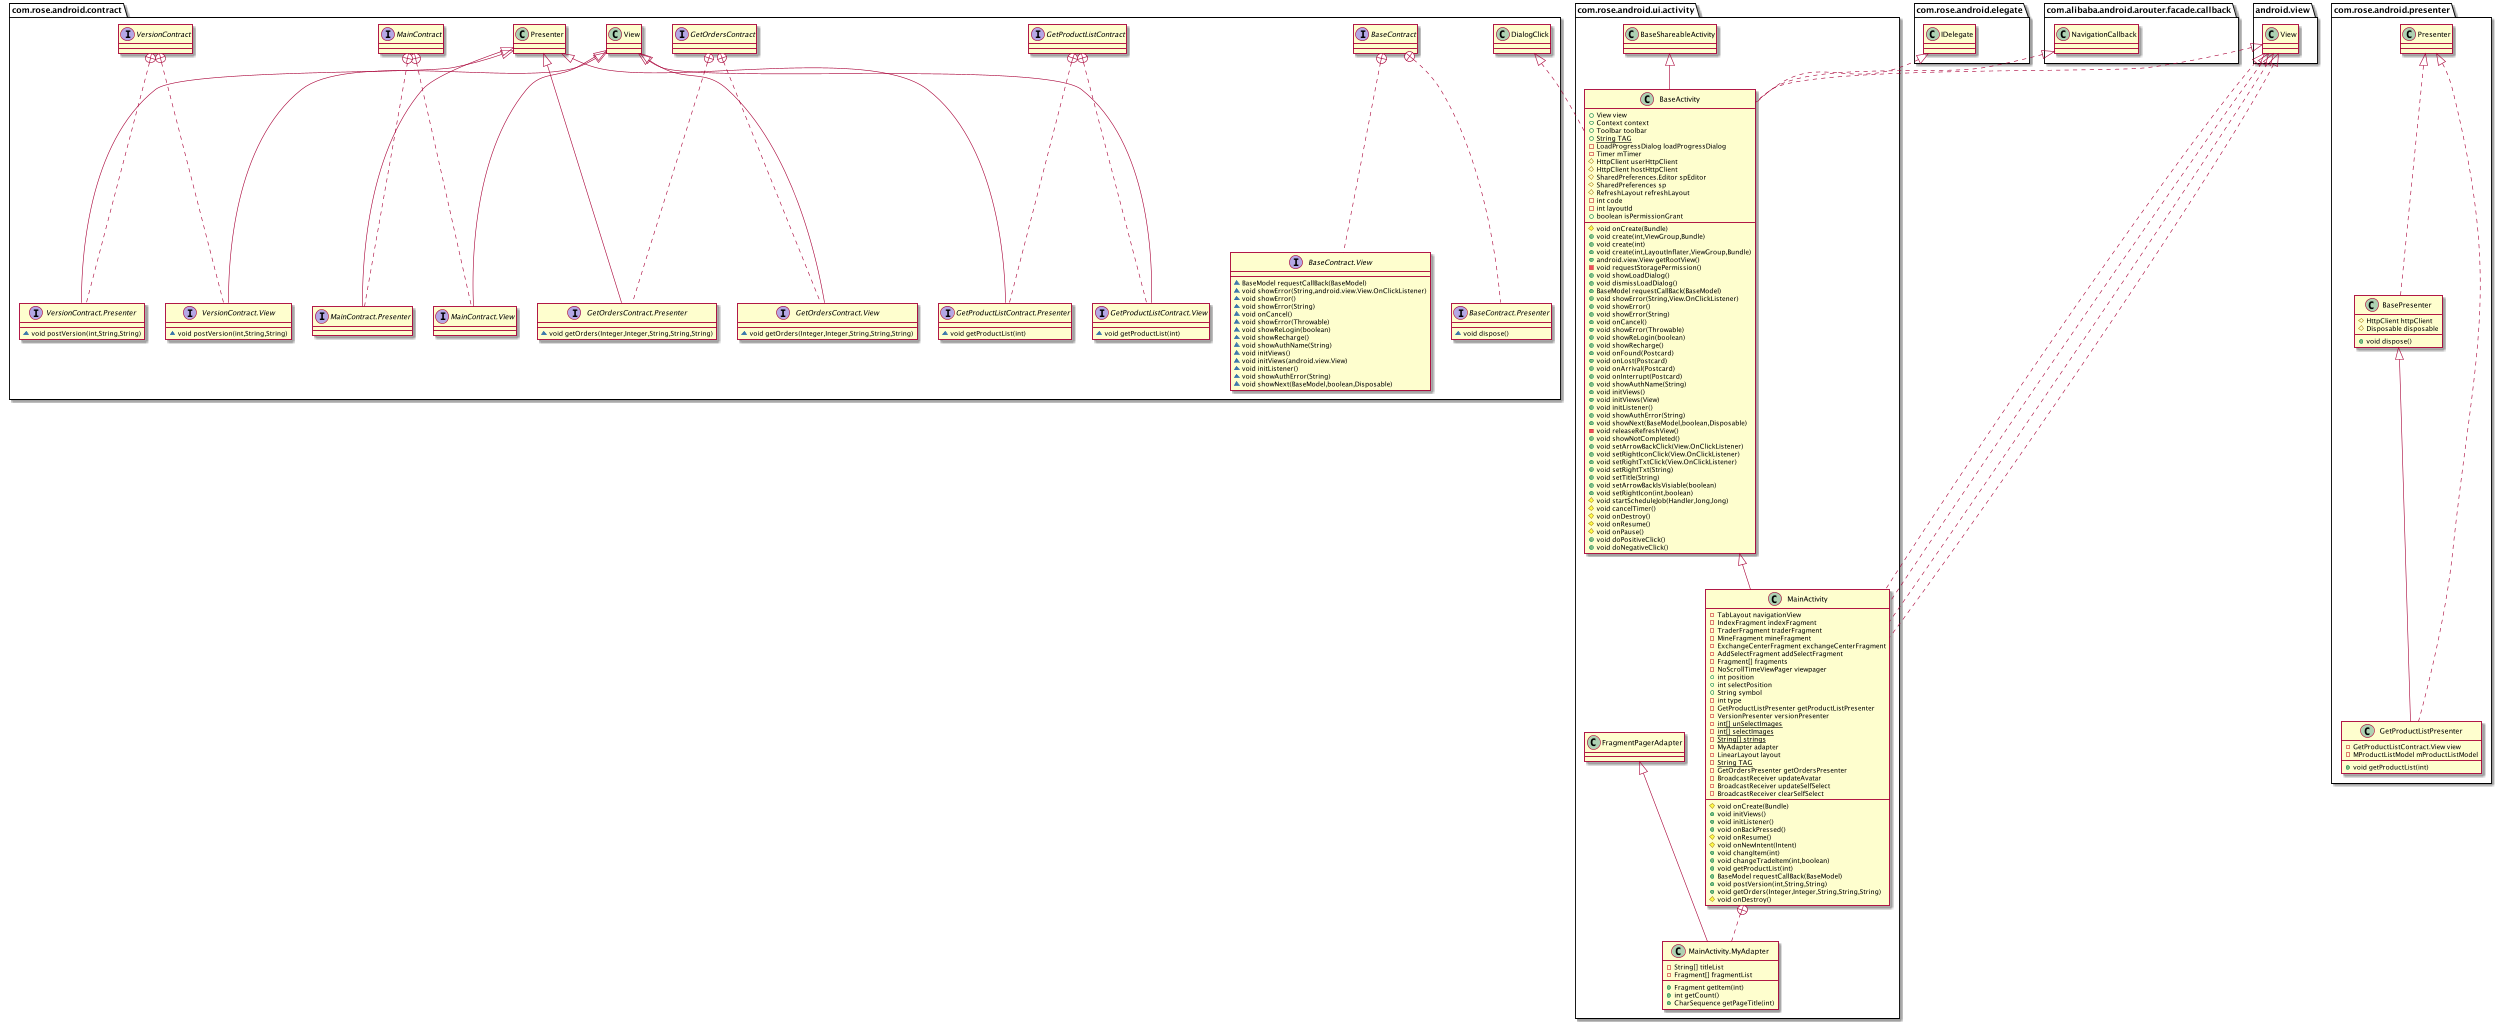 com.rose.android.contract
com.rose.android.ui.activity
com.rose.android.elegate
com.alibaba.android.arouter.facade.callback
android.view
com.rose.android.presenter
VersionContract
MainContract
Presenter
View
GetOrdersContract
GetProductListContract
BaseContract
DialogClick
BaseShareableActivity
IDelegate
NavigationCallback
View
Presenter
BaseActivity
View view
Context context
Toolbar toolbar
String TAG
LoadProgressDialog loadProgressDialog
Timer mTimer
HttpClient userHttpClient
HttpClient hostHttpClient
SharedPreferences.Editor spEditor
SharedPreferences sp
RefreshLayout refreshLayout
int code
int layoutId
boolean isPermissionGrant
void onCreate(Bundle)
void create(int,ViewGroup,Bundle)
void create(int)
void create(int,LayoutInflater,ViewGroup,Bundle)
android.view.View getRootView()
void requestStoragePermission()
void showLoadDialog()
void dismissLoadDialog()
BaseModel requestCallBack(BaseModel)
void showError(String,View.OnClickListener)
void showError()
void showError(String)
void onCancel()
void showError(Throwable)
void showReLogin(boolean)
void showRecharge()
void onFound(Postcard)
void onLost(Postcard)
void onArrival(Postcard)
void onInterrupt(Postcard)
void showAuthName(String)
void initViews()
void initViews(View)
void initListener()
void showAuthError(String)
void showNext(BaseModel,boolean,Disposable)
void releaseRefreshView()
void showNotCompleted()
void setArrowBackClick(View.OnClickListener)
void setRightIconClick(View.OnClickListener)
void setRightTxtClick(View.OnClickListener)
void setRightTxt(String)
void setTitle(String)
void setArrowBackIsVisiable(boolean)
void setRightIcon(int,boolean)
void startScheduleJob(Handler,long,long)
void cancelTimer()
void onDestroy()
void onResume()
void onPause()
void doPositiveClick()
void doNegativeClick()
VersionContract.Presenter
void postVersion(int,String,String)
VersionContract.View
void postVersion(int,String,String)
MainContract.Presenter
MainContract.View
GetOrdersContract.Presenter
void getOrders(Integer,Integer,String,String,String)
GetOrdersContract.View
void getOrders(Integer,Integer,String,String,String)
GetProductListContract.Presenter
void getProductList(int)
GetProductListContract.View
void getProductList(int)
BaseContract.View
BaseModel requestCallBack(BaseModel)
void showError(String,android.view.View.OnClickListener)
void showError()
void showError(String)
void onCancel()
void showError(Throwable)
void showReLogin(boolean)
void showRecharge()
void showAuthName(String)
void initViews()
void initViews(android.view.View)
void initListener()
void showAuthError(String)
void showNext(BaseModel,boolean,Disposable)
BaseContract.Presenter
void dispose()
BasePresenter
HttpClient httpClient
Disposable disposable
void dispose()
MainActivity
TabLayout navigationView
IndexFragment indexFragment
TraderFragment traderFragment
MineFragment mineFragment
ExchangeCenterFragment exchangeCenterFragment
AddSelectFragment addSelectFragment
Fragment[] fragments
NoScrollTimeViewPager viewpager
int position
int selectPosition
String symbol
int type
GetProductListPresenter getProductListPresenter
VersionPresenter versionPresenter
int[] unSelectImages
int[] selectImages
String[] strings
MyAdapter adapter
LinearLayout layout
String TAG
GetOrdersPresenter getOrdersPresenter
BroadcastReceiver updateAvatar
BroadcastReceiver updateSelfSelect
BroadcastReceiver clearSelfSelect
void onCreate(Bundle)
void initViews()
void initListener()
void onBackPressed()
void onResume()
void onNewIntent(Intent)
void changItem(int)
void changeTradeItem(int,boolean)
void getProductList(int)
BaseModel requestCallBack(BaseModel)
void postVersion(int,String,String)
void getOrders(Integer,Integer,String,String,String)
void onDestroy()
FragmentPagerAdapter
GetProductListPresenter
GetProductListContract.View view
MProductListModel mProductListModel
void getProductList(int)
MainActivity.MyAdapter
String[] titleList
Fragment[] fragmentList
Fragment getItem(int)
int getCount()
CharSequence getPageTitle(int)